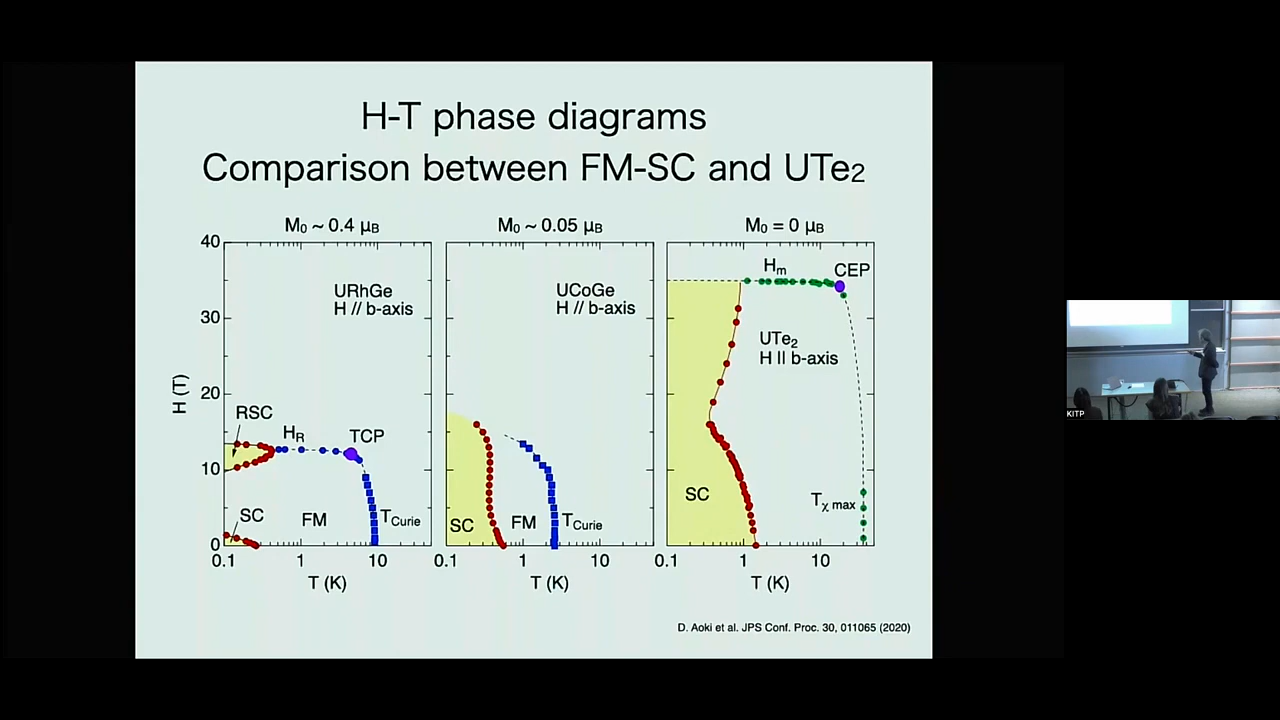 H-T phase diagrams
Comparison between FM-SC and UTe₂
M₀ ~ 0.4 μB
M₀ ~ 0.05 μB
M₀ = 0 μB
H (T)
40
30
20
10
0
URhGe
H // b-axis
RSC
HR
TCP
SC
FM
TCurie
0.1
1
10
T (K)
UCoGe
H // b-axis
SC
FM
TCurie
0.1
1
10
T (K)
Hm
CEP
UTe₂
H || b-axis
SC
Tχ max
0.1
1
10
T (K)
D. Aoki et al. JPS Conf. Proc. 30, 011065 (2020)
KITP